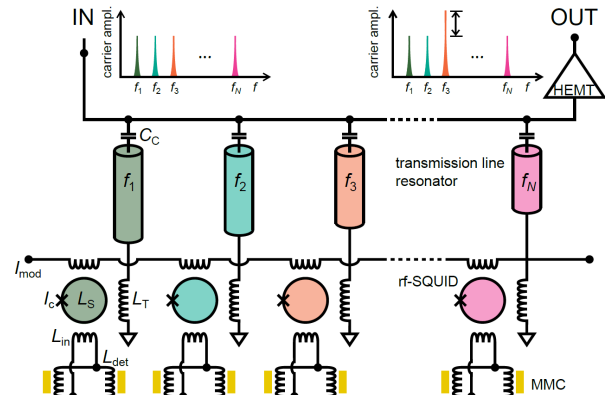 IN
OUT
carrier ampl.
f1 f2 f3 ... fN f
carrier ampl.
f1 f2 f3 ... fN f
HEMT
CC
f1
f2
f3
transmission line
resonator
fN
Imod
rf-SQUID
Ic
LS
LT
Lin
Ldet
MMC